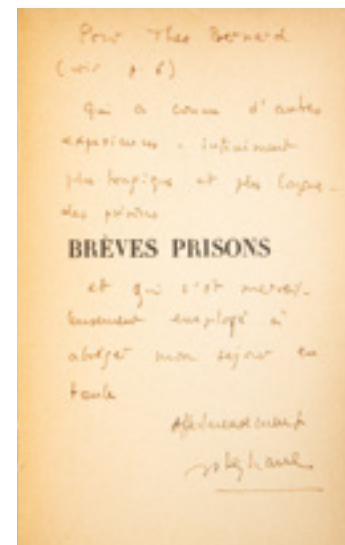 Pour Theo Bernard
(voir p. 6)
qui a connu d'autres
expériences - infiniment
plus tragiques et plus longues -
des prisons
BRÈVES PRISONS
et qui s'est merveil-
leusement employé à
abréger mon séjour en
taule
Affectueusement